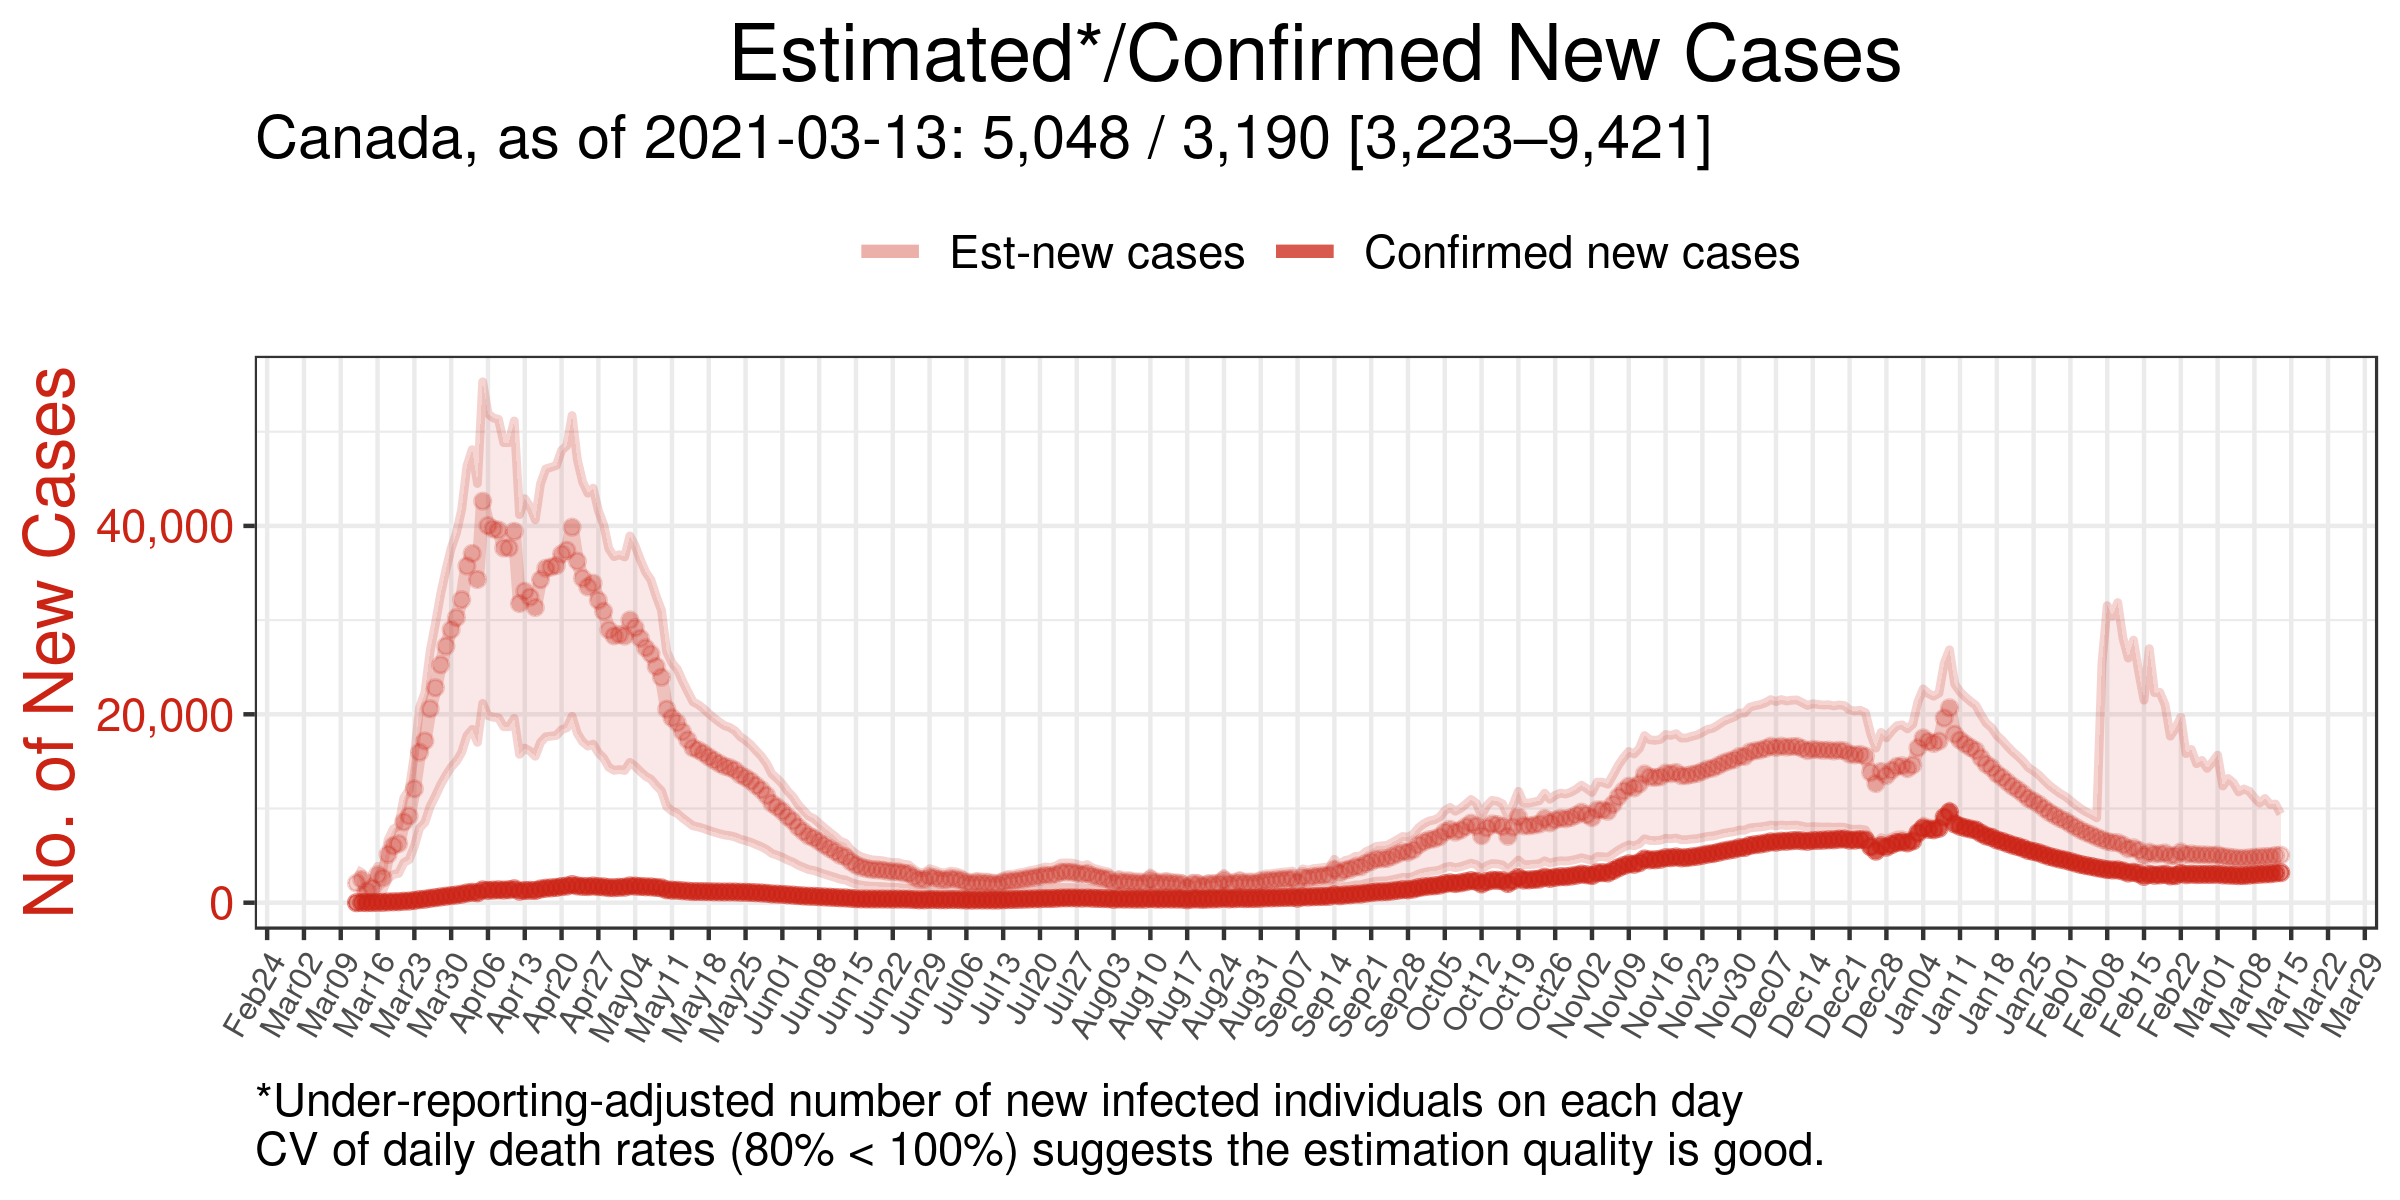 Estimated*/Confirmed New Cases
Canada, as of 2021-03-13: 5,048 / 3,190 [3,223–9,421]
Est-new cases Confirmed new cases
No. of New Cases
40,000
20,000
0
Feb24 Mar02 Mar09 Mar16 Mar23 Mar30 Apr06 Apr13 Apr20 Apr27 May04 May11 May18 May25 Jun01 Jun08 Jun15 Jun22 Jun29 Jul06 Jul13 Jul20 Jul27 Aug03 Aug10 Aug17 Aug24 Aug31 Sep07 Sep14 Sep21 Sep28 Oct05 Oct12 Oct19 Oct26 Nov02 Nov09 Nov16 Nov23 Nov30 Dec07 Dec14 Dec21 Dec28 Jan04 Jan11 Jan18 Jan25 Feb01 Feb08 Feb15 Feb22 Mar01 Mar08 Mar15 Mar22 Mar29
*Under-reporting-adjusted number of new infected individuals on each day
CV of daily death rates (80% < 100%) suggests the estimation quality is good.